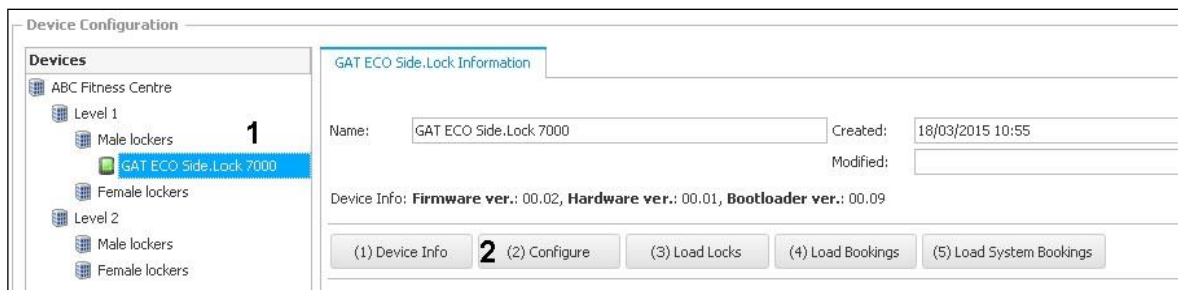 Device Configuration
Devices
ABC Fitness Centre
Level 1
Male lockers
1
GAT ECO Side.Lock 7000
Female lockers
Level 2
Male lockers
Female lockers
GAT ECO Side.Lock Information
Name: GAT ECO Side.Lock 7000 Created: 18/03/2015 10:55
Modified:
Device Info: Firmware ver.: 00.02, Hardware ver.: 00.01, Bootloader ver.: 00.09
(1) Device Info 2 (2) Configure (3) Load Locks (4) Load Bookings (5) Load System Bookings